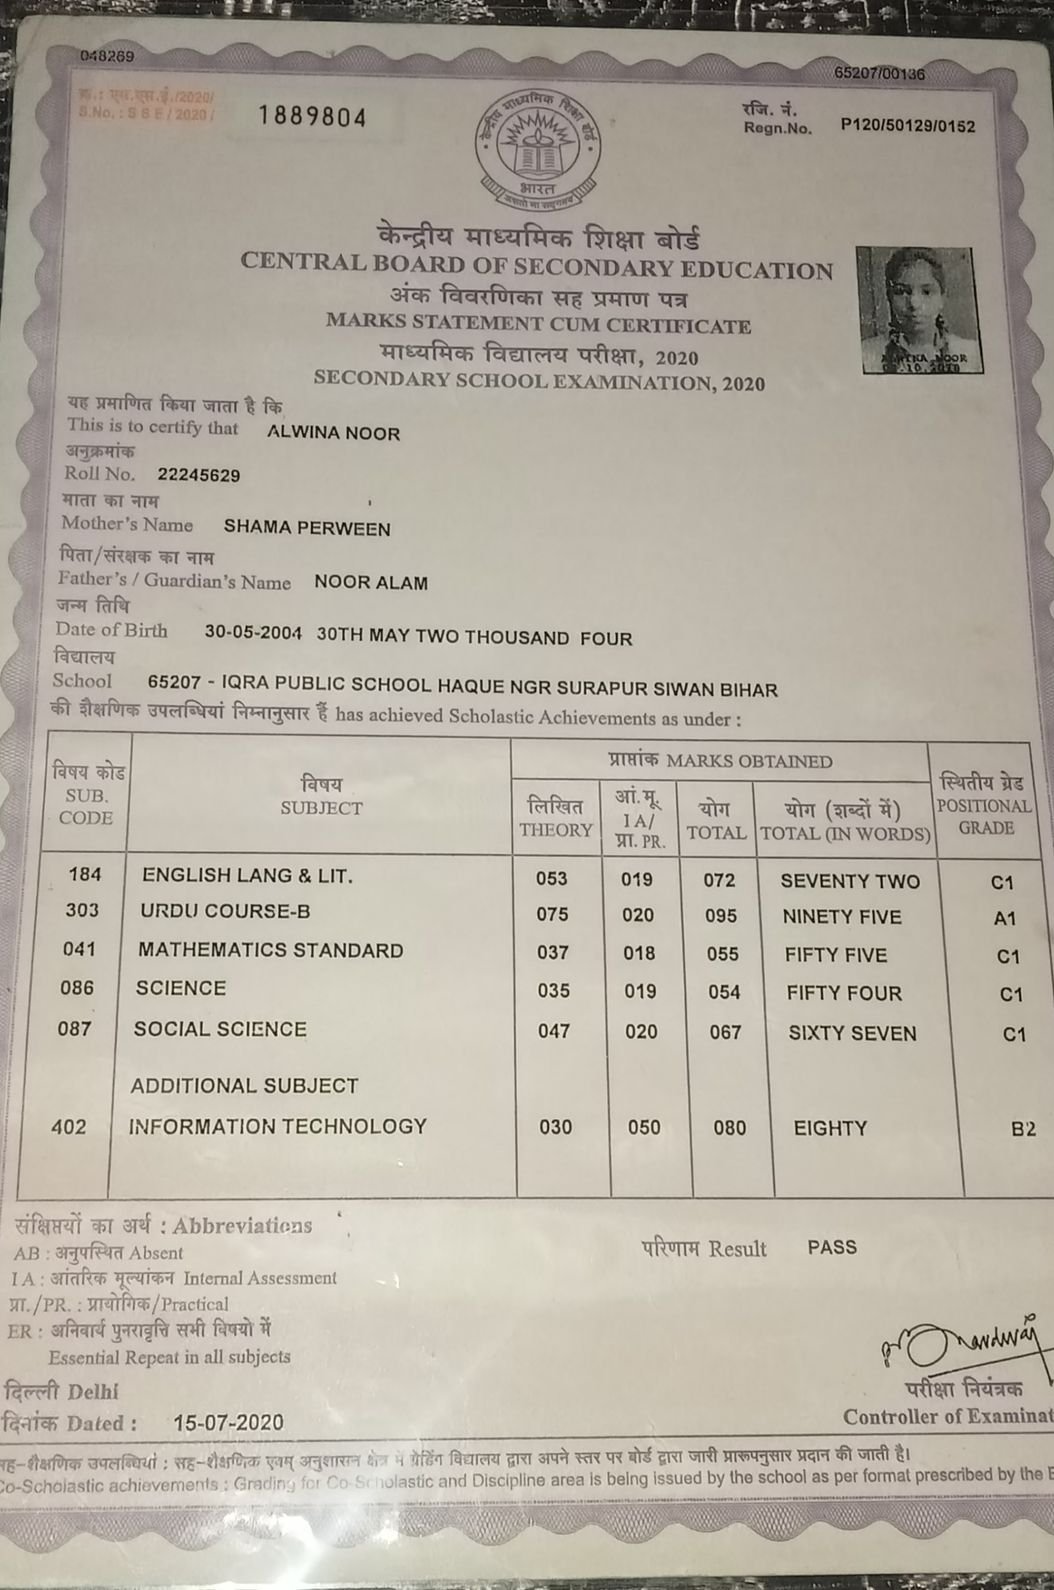 048269
65207/00136
क्र.: एस.एस.ई./2020/
S.No. : S S E / 2020 /
1889804
रजि. नं.
Regn.No. P120/50129/0152
केन्द्रीय माध्यमिक शिक्षा बोर्ड
भारत
असतो मा सद्गमय
केन्द्रीय माध्यमिक शिक्षा बोर्ड
CENTRAL BOARD OF SECONDARY EDUCATION
अंक विवरणिका सह प्रमाण पत्र
MARKS STATEMENT CUM CERTIFICATE
माध्यमिक विद्यालय परीक्षा, 2020
SECONDARY SCHOOL EXAMINATION, 2020
NOOR
यह प्रमाणित किया जाता है कि
This is to certify that ALWINA NOOR
अनुक्रमांक
Roll No. 22245629
माता का नाम
Mother's Name SHAMA PERWEEN
पिता/संरक्षक का नाम
Father's / Guardian's Name NOOR ALAM
जन्म तिथि
Date of Birth 30-05-2004 30TH MAY TWO THOUSAND FOUR
विद्यालय
School 65207 - IQRA PUBLIC SCHOOL HAQUE NGR SURAPUR SIWAN BIHAR
की शैक्षणिक उपलब्धियां निम्नानुसार हैं has achieved Scholastic Achievements as under :
विषय कोड SUB. CODE
विषय SUBJECT
प्राप्तांक MARKS OBTAINED
लिखित THEORY
आं.मू. I A/ प्रा. PR.
योग TOTAL
योग (शब्दों में) TOTAL (IN WORDS)
स्थितीय ग्रेड POSITIONAL GRADE
184 ENGLISH LANG & LIT. 053 019 072 SEVENTY TWO C1
303 URDU COURSE-B 075 020 095 NINETY FIVE A1
041 MATHEMATICS STANDARD 037 018 055 FIFTY FIVE C1
086 SCIENCE 035 019 054 FIFTY FOUR C1
087 SOCIAL SCIENCE 047 020 067 SIXTY SEVEN C1
ADDITIONAL SUBJECT
402 INFORMATION TECHNOLOGY 030 050 080 EIGHTY B2
संक्षिप्तयों का अर्थ : Abbreviations
AB : अनुपस्थित Absent
परिणाम Result PASS
I A : आंतरिक मूल्यांकन Internal Assessment
प्रा./PR. : प्रायोगिक/Practical
ER : अनिवार्य पुनरावृत्ति सभी विषयो में
Essential Repeat in all subjects
दिल्ली Delhi
परीक्षा नियंत्रक
दिनांक Dated : 15-07-2020
Controller of Examinat
सह-शैक्षणिक उपलब्धियां : सह-शैक्षणिक एवम् अनुशासन क्षेत्र में ग्रेडिंग विद्यालय द्वारा अपने स्तर पर बोर्ड द्वारा जारी प्रारूपनुसार प्रदान की जाती है।
Co-Scholastic achievements : Grading for Co-Scholastic and Discipline area is being issued by the school as per format prescribed by the B